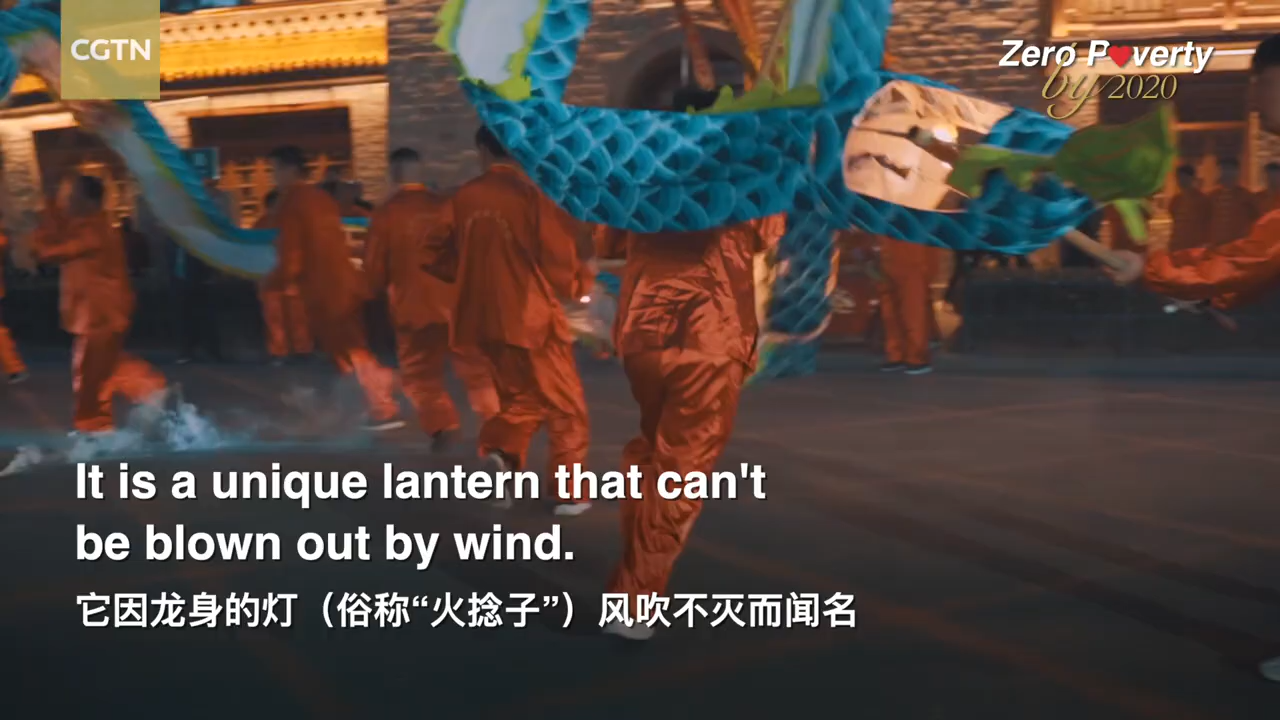 CGTN
Zero P❤verty
by 2020
It is a unique lantern that can't
be blown out by wind.
它因龙身的灯（俗称“火捻子”）风吹不灭而闻名